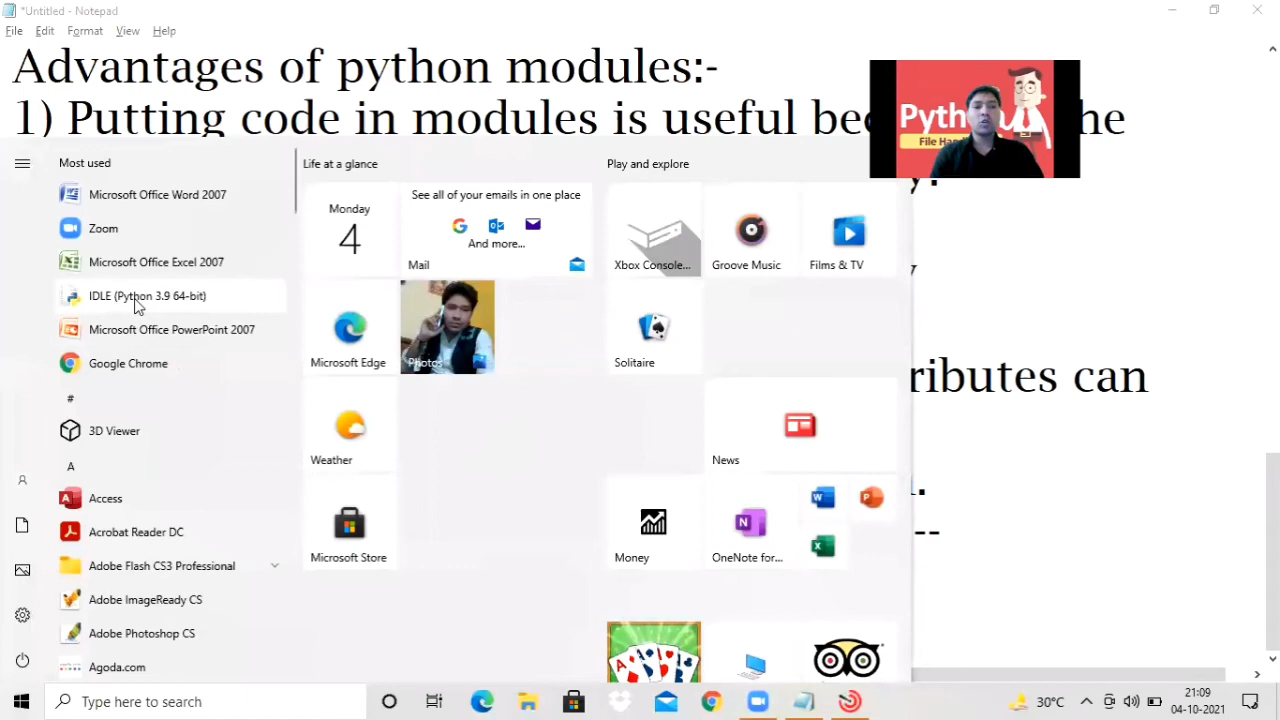 *Untitled - Notepad
File Edit Format View Help
Advantages of python modules:-
1) Putting code in modules is useful
he
Python
File
ributes can
--
Most used
Microsoft Office Word 2007
Zoom
Microsoft Office Excel 2007
IDLE (Python 3.9 64-bit)
Microsoft Office PowerPoint 2007
Google Chrome
#
3D Viewer
A
Access
Acrobat Reader DC
Adobe Flash CS3 Professional
Adobe ImageReady CS
Adobe Photoshop CS
Agoda.com
Life at a glance
Monday
4
See all of your emails in one place
And more...
Mail
Microsoft Edge
Photos
Weather
Microsoft Store
Play and explore
Xbox Console...
Groove Music
Films & TV
Solitaire
News
Money
OneNote for...
Type here to search
30°C
21:09
04-10-2021